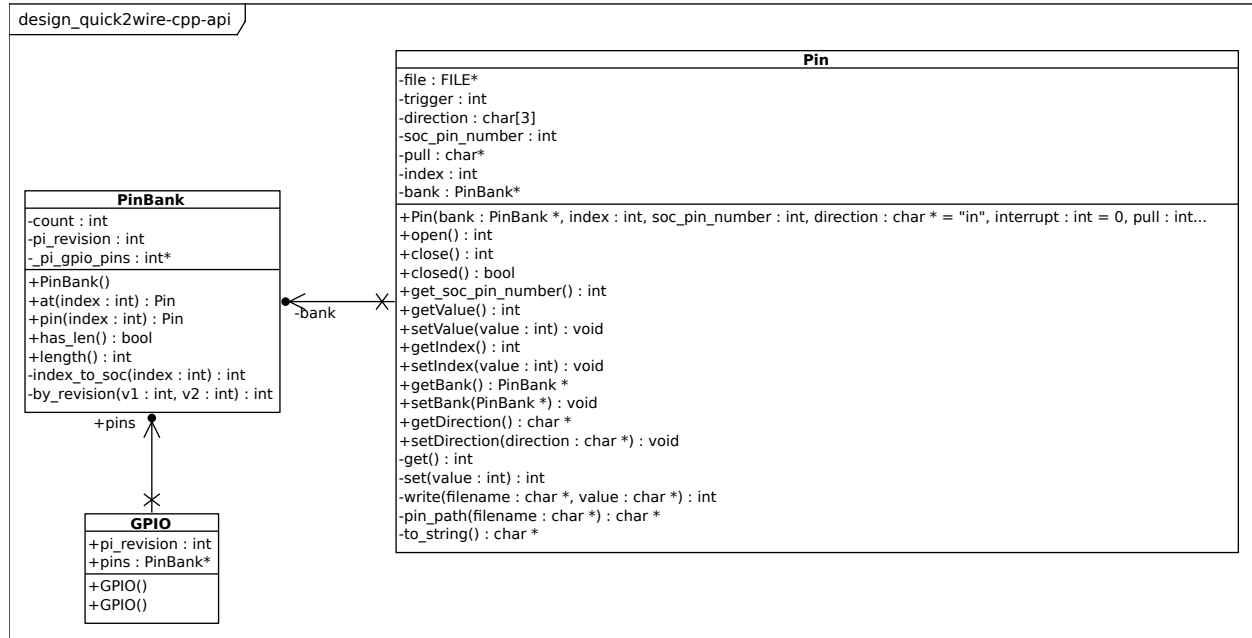 design_quick2wire-cpp-api
Pin
-file : FILE*
-trigger : int
-direction : char[3]
-soc_pin_number : int
-pull : char*
-index : int
-bank : PinBank*
+Pin(bank : PinBank *, index : int, soc_pin_number : int, direction : char * = "in", interrupt : int = 0, pull : int...
+open() : int
+close() : int
+closed() : bool
+get_soc_pin_number() : int
+getValue() : int
+setValue(value : int) : void
+getIndex() : int
+setIndex(value : int) : void
+getBank() : PinBank *
+setBank(PinBank *) : void
+getDirection() : char *
+setDirection(direction : char *) : void
-get() : int
-set(value : int) : int
-write(filename : char *, value : char *) : int
-pin_path(filename : char *) : char *
-to_string() : char *
PinBank
-count : int
-pi_revision : int
-_pi_gpio_pins : int*
+PinBank()
+at(index : int) : Pin
+pin(index : int) : Pin
+has_len() : bool
+length() : int
-index_to_soc(index : int) : int
-by_revision(v1 : int, v2 : int) : int
-bank
+pins
GPIO
+pi_revision : int
+pins : PinBank*
+GPIO()
+GPIO()